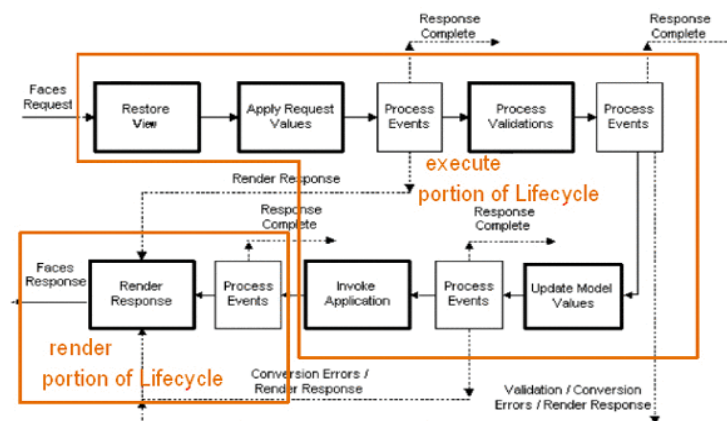 Response
Complete
Response
Complete
Faces
Request
Restore
View
Apply Request
Values
Process
Events
Process
Validations
Process
Events
execute
portion of Lifecycle
Render Response
Response
Complete
Response
Complete
Faces
Response
Render
Response
Process
Events
Invoke
Application
Process
Events
Update Model
Values
render
portion of Lifecycle
Conversion Errors /
Render Response
Validation / Conversion
Errors / Render Response